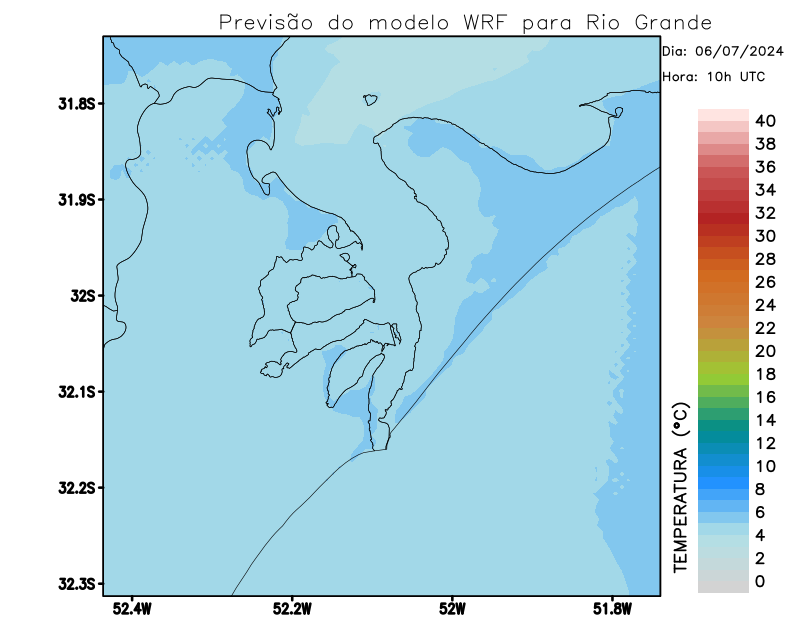 Previsão do modelo WRF para Rio Grande
Dia: 06/07/2024
Hora: 10h UTC
31.8S
31.9S
32S
32.1S
32.2S
32.3S
52.4W
52.2W
52W
51.8W
TEMPERATURA (°C)
40
38
36
34
32
30
28
26
24
22
20
18
16
14
12
10
8
6
4
2
0